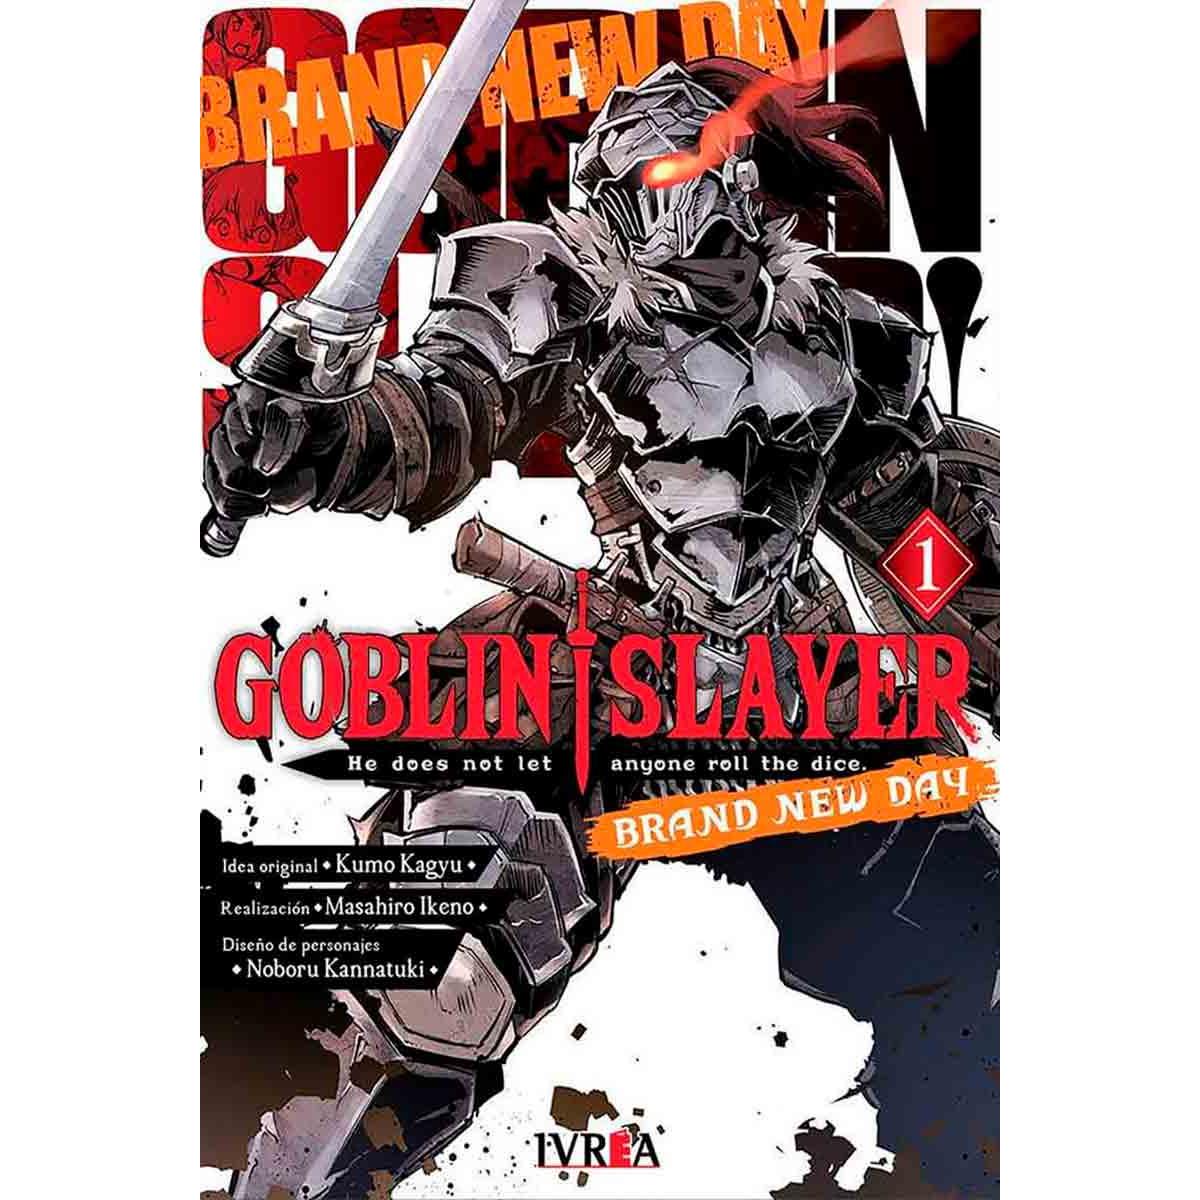 BRAND NEW DAY
1
GOBLIN SLAYER
He does not let anyone roll the dice.
BRAND NEW DAY
Idea original • Kumo Kagyu •
Realización • Masahiro Ikeno •
Diseño de personajes
• Noboru Kannatuki •
IVREA